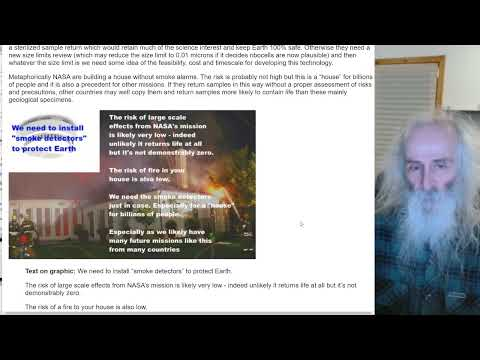 a sterilized sample return which would retain much of the science interest and keep Earth 100% safe. Otherwise they need a
new size limits review (which may reduce the size limit to 0.01 microns if it decides ribocells are now plausible) and then
whatever the size limit is we need some idea of the feasibility, cost and timescale for developing this technology.
Metaphorically NASA are building a house without smoke alarms. The risk is probably not high but this is a "house" for billions
of people and it is also a precedent for other missions. If they return samples in this way without a proper assessment of risks
and precautions, other countries may well copy them and return samples more likely to contain life than these mainly
geological specimens.
We need to install
"smoke detectors"
to protect Earth
The risk of large scale
effects from NASA's mission
is likely very low - indeed
unlikely it returns life at all
but it's not demonstrably zero.
The risk of fire in your
house is also low.
We need the smoke detectors
just in case. Especially for a "house"
for billions of people.
Especially as we likely have
many future missions like this
from many countries
Text on graphic: We need to install "smoke detectors" to protect Earth.
The risk of large scale effects from NASA's mission is likely very low - indeed unlikely it returns life at all but it's not
demonstrably zero.
The risk of a fire to your house is also low.